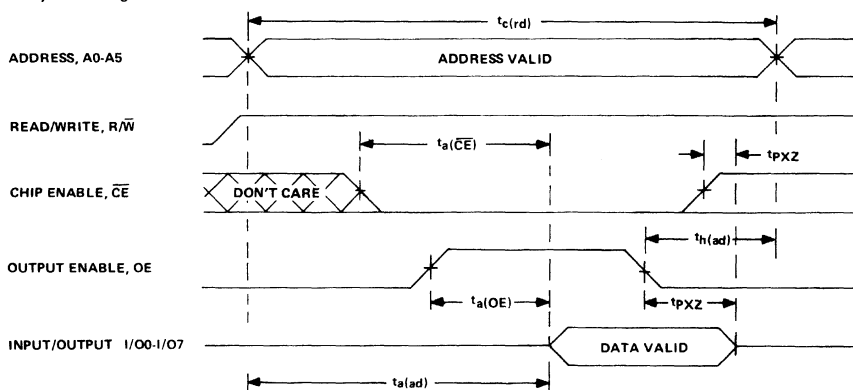 tc(rd)
ADDRESS, A0-A5
ADDRESS VALID
READ/WRITE, R/W̅
ta(C̅E̅)
tPXZ
CHIP ENABLE, C̅E̅
DON'T CARE
th(ad)
OUTPUT ENABLE, OE
ta(OE)
tPXZ
INPUT/OUTPUT I/O0-I/O7
DATA VALID
ta(ad)